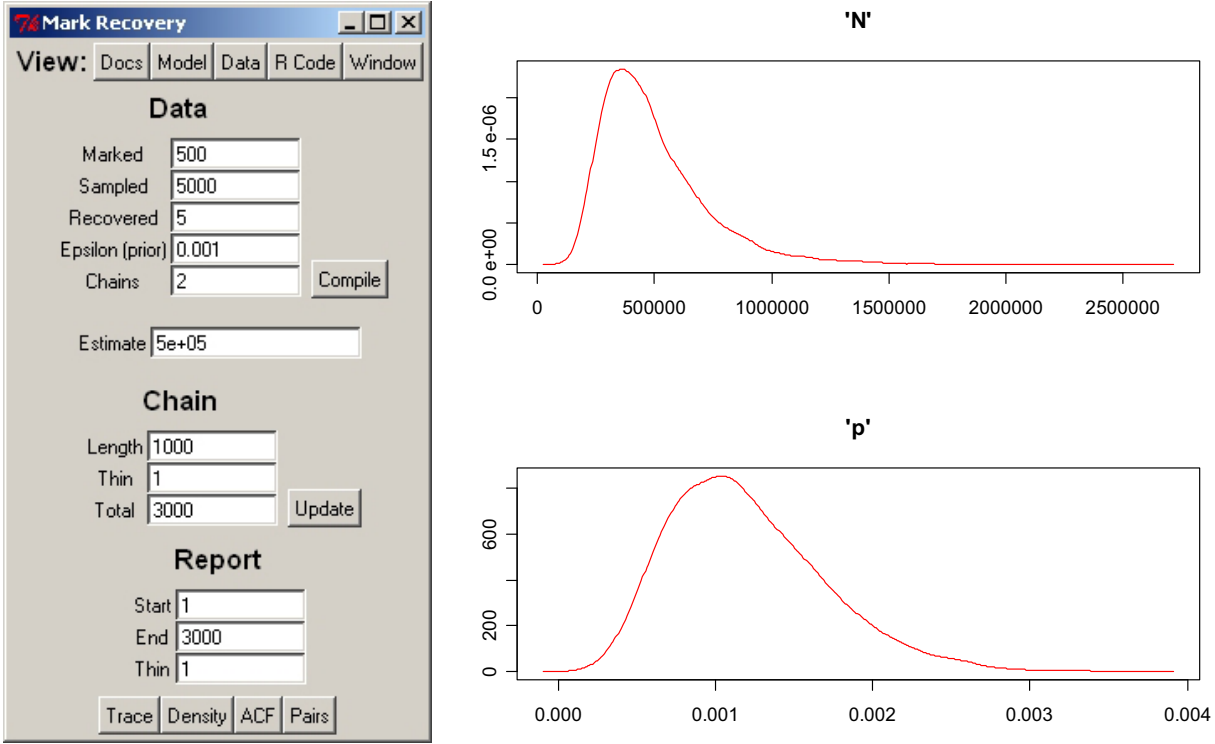 Mark Recovery
View: Docs Model Data R Code Window
Data
Marked 500
Sampled 5000
Recovered 5
Epsilon (prior) 0.001
Chains 2 Compile
Estimate 5e+05
Chain
Length 1000
Thin 1
Total 3000 Update
Report
Start 1
End 3000
Thin 1
Trace Density ACF Pairs
'N'
1.5 e-06
0.0 e+00
0 500000 1000000 1500000 2000000 2500000
'p'
600
200
0
0.000 0.001 0.002 0.003 0.004